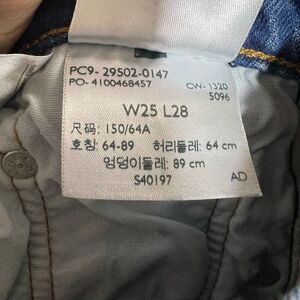 PC9- 29502-0147
PO- 4100468457 CW- 1320
5096
W25 L28
尺码: 150/64A
호칭: 64-89 허리둘레: 64 cm
엉덩이둘레: 89 cm
S40197 AD